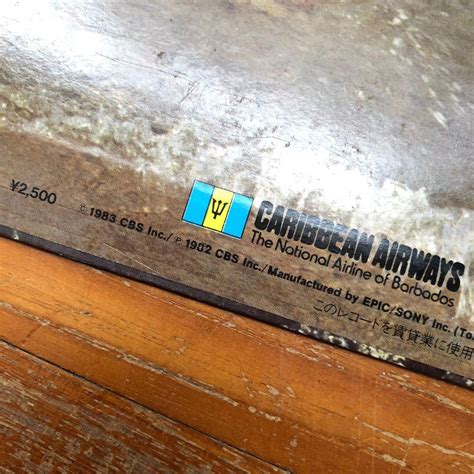 CARIBBEAN AIRWAYS
The National Airline of Barbados
¥2,500
© 1983 CBS Inc./ ℗ 1982 CBS Inc./ Manufactured by EPIC/SONY Inc. (To
このレコードを賃貸業に使用